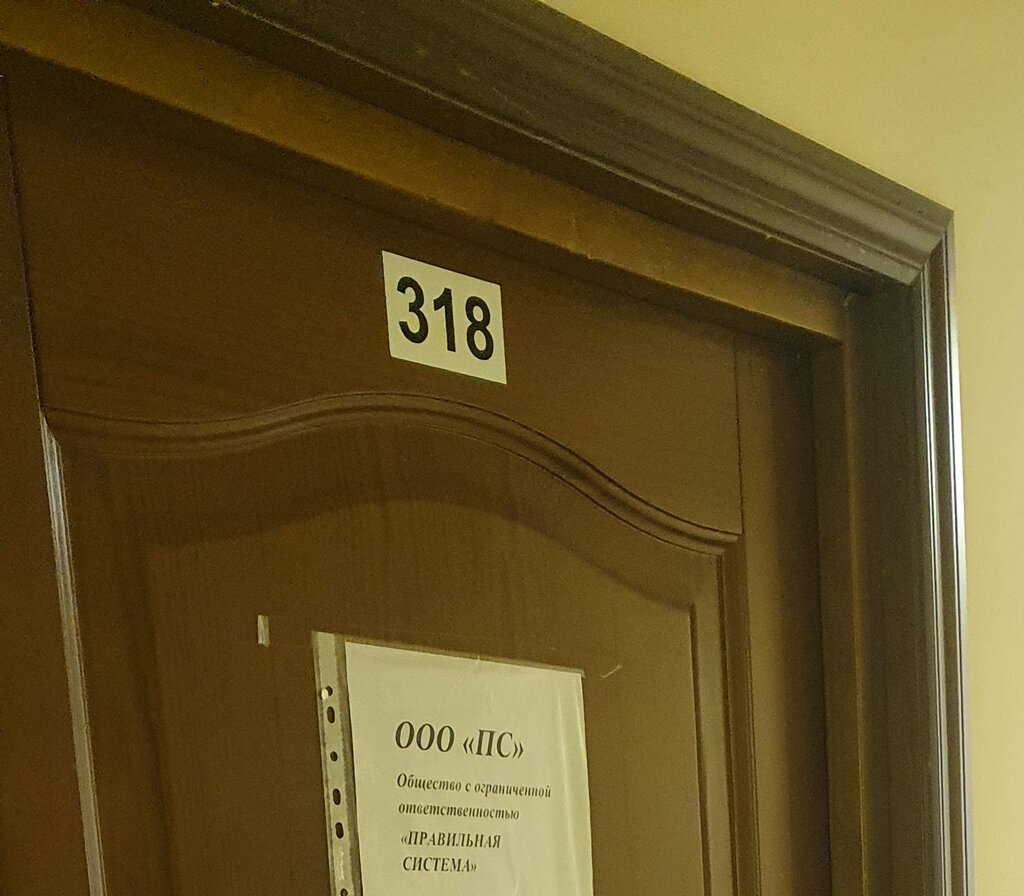 318
ООО «ПС»
Общество с ограниченной
ответственностью
«ПРАВИЛЬНАЯ
СИСТЕМА»